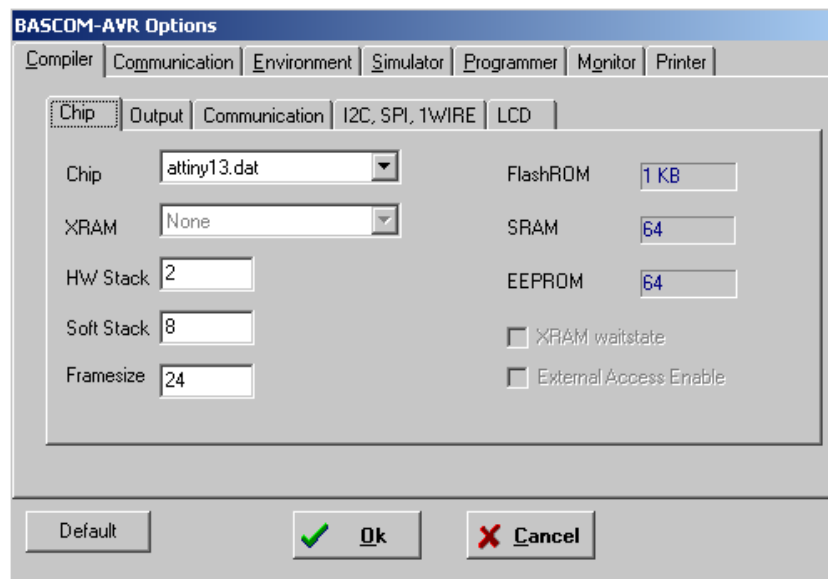 BASCOM-AVR Options
Compiler Communication Environment Simulator Programmer Monitor Printer
Chip Output Communication I2C, SPI, 1WIRE LCD
Chip attiny13.dat FlashROM 1 KB
XRAM None SRAM 64
HW Stack 2 EEPROM 64
Soft Stack 8 XRAM waitstate
Framesize 24 External Access Enable
Default Ok Cancel